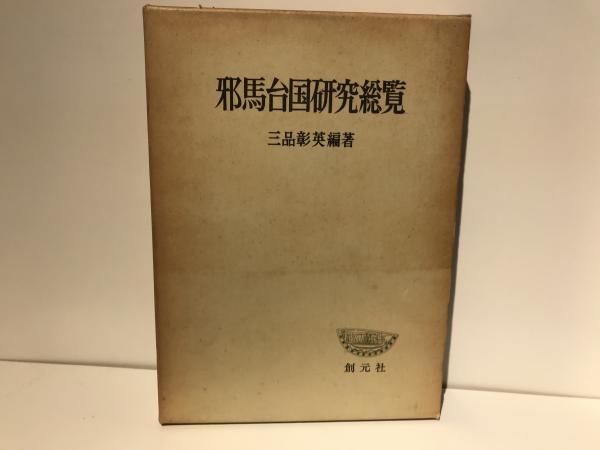 邪馬台国研究総覧
三品彰英編著
創元社